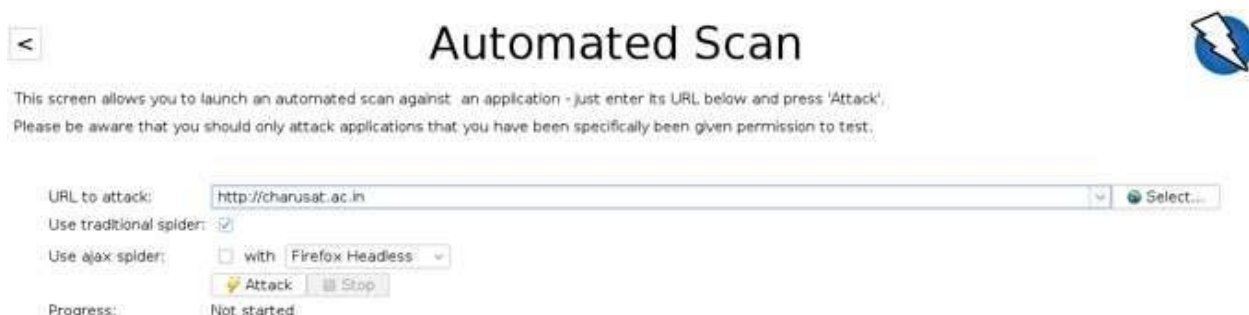 <
Automated Scan
This screen allows you to launch an automated scan against an application - just enter its URL below and press 'Attack'.
Please be aware that you should only attack applications that you have been specifically been given permission to test.
URL to attack: http://charusat.ac.in Select...
Use traditional spider:
Use ajax spider: with Firefox Headless
Attack Stop
Progress: Not started